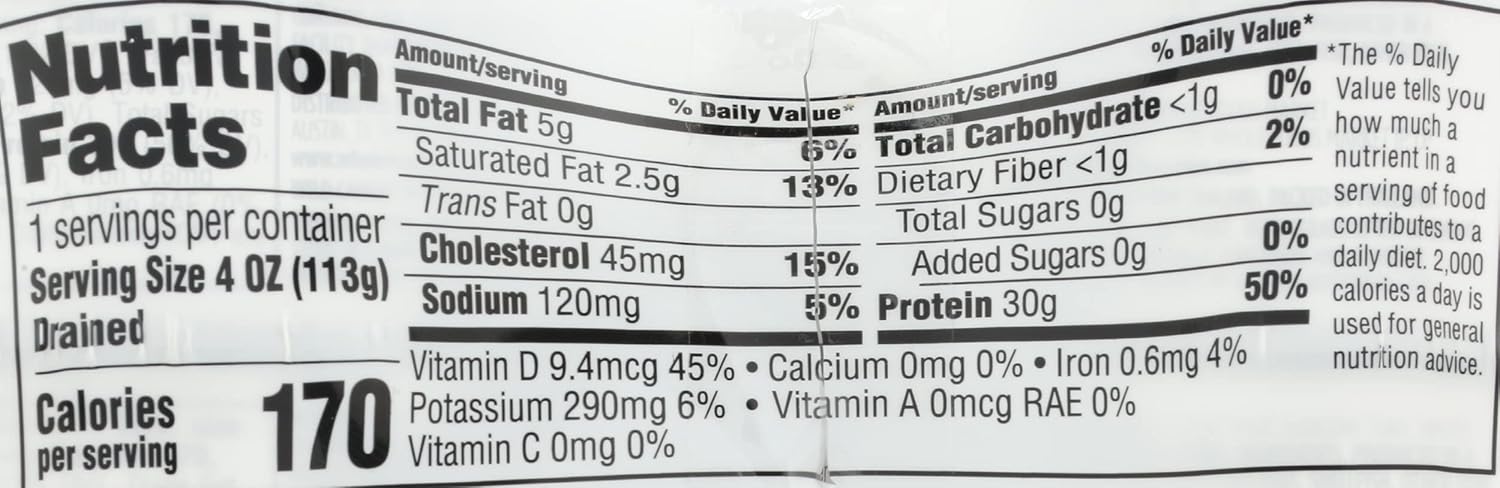 Nutrition
Facts
1 servings per container
Serving Size 4 OZ (113g)
Drained
Calories
per serving
170
Amount/serving % Daily Value*
Total Fat 5g 6%
Saturated Fat 2.5g 13%
Trans Fat 0g
Cholesterol 45mg 15%
Sodium 120mg 5%
Amount/serving % Daily Value*
Total Carbohydrate <1g 0%
Dietary Fiber <1g 2%
Total Sugars 0g
Added Sugars 0g 0%
Protein 30g 50%
Vitamin D 9.4mcg 45% • Calcium 0mg 0% • Iron 0.6mg 4%
Potassium 290mg 6% • Vitamin A 0mcg RAE 0%
Vitamin C 0mg 0%
*The % Daily
Value tells you
how much a
nutrient in a
serving of food
contributes to a
daily diet. 2,000
calories a day is
used for general
nutrition advice.